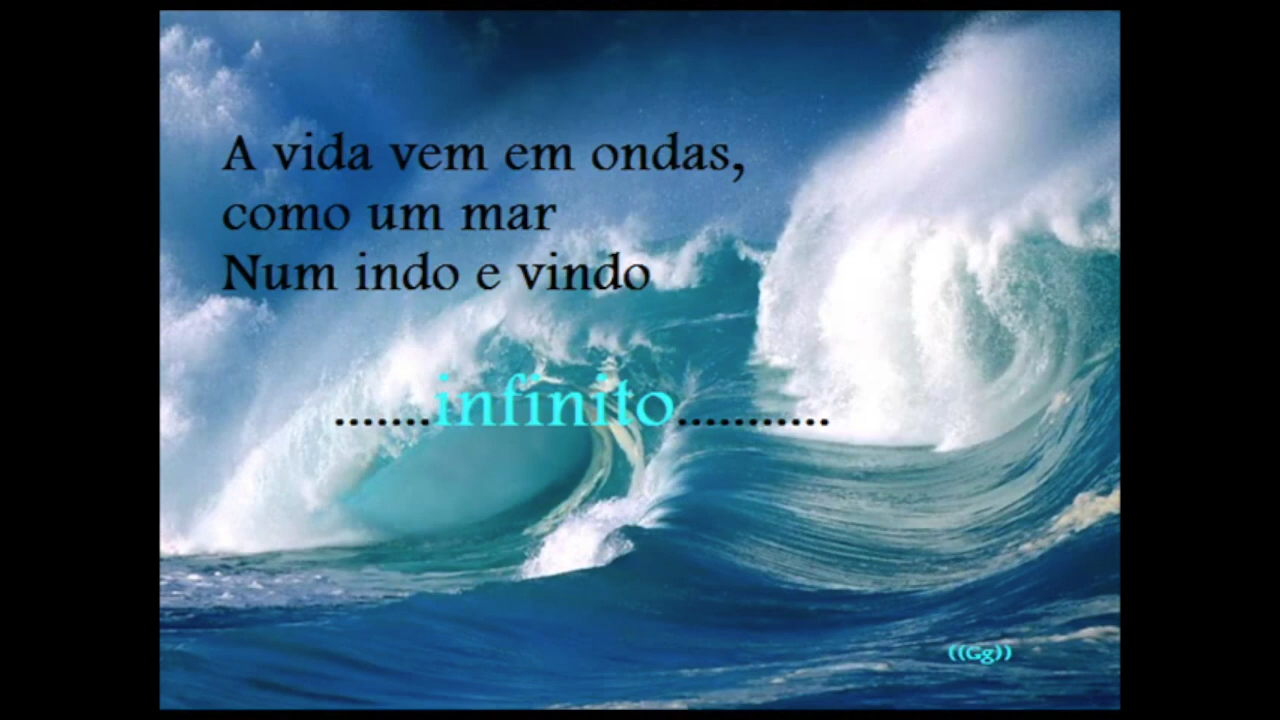 A vida vem em ondas,
como um mar
Num indo e vindo
.......infinito...........
((Gg))